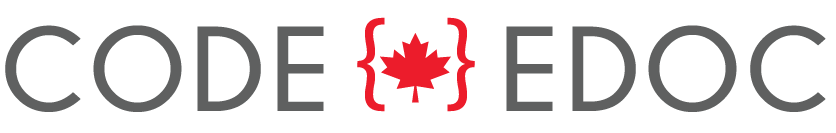 CODE { } EDOC